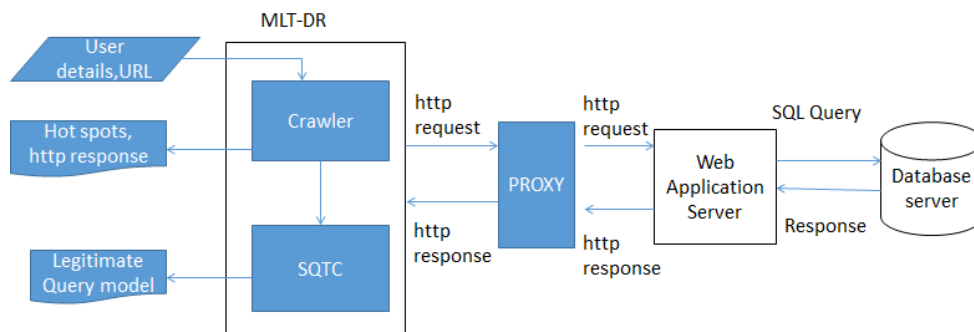 MLT-DR
User
details,URL
Crawler
Hot spots,
http response
SQTC
Legitimate
Query model
http
request
http
response
PROXY
http
request
http
response
Web
Application
Server
SQL Query
Response
Database
server